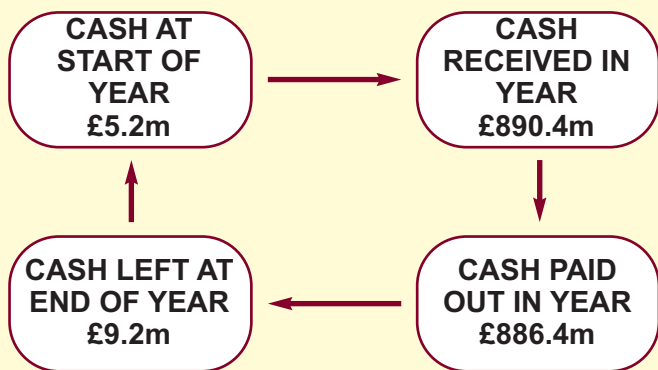 CASH AT
START OF
YEAR
£5.2m
CASH
RECEIVED IN
YEAR
£890.4m
CASH PAID
OUT IN YEAR
£886.4m
CASH LEFT AT
END OF YEAR
£9.2m